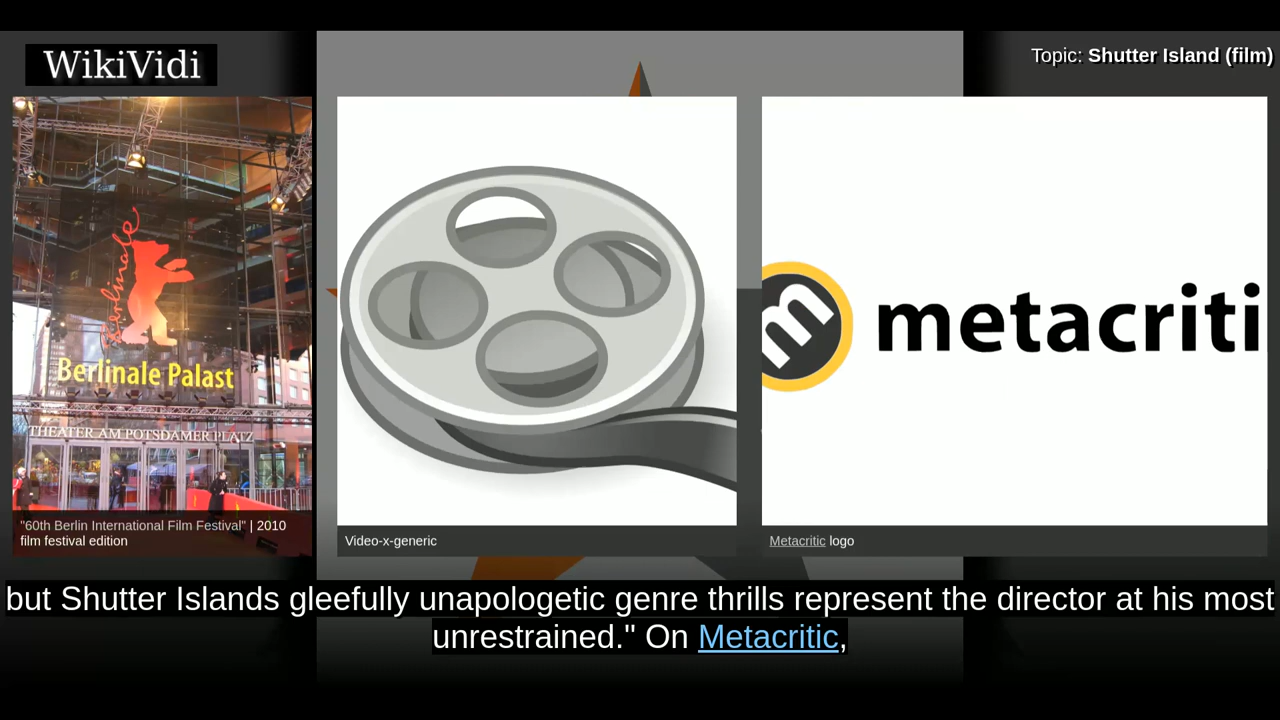 WikiVidi
Topic: Shutter Island (film)
Berlinale
Berlinale Palast
THEATER AM POTSDAMER PLATZ
m metacriti
"60th Berlin International Film Festival" | 2010
film festival edition
Video-x-generic
Metacritic logo
but Shutter Islands gleefully unapologetic genre thrills represent the director at his most
unrestrained." On Metacritic,